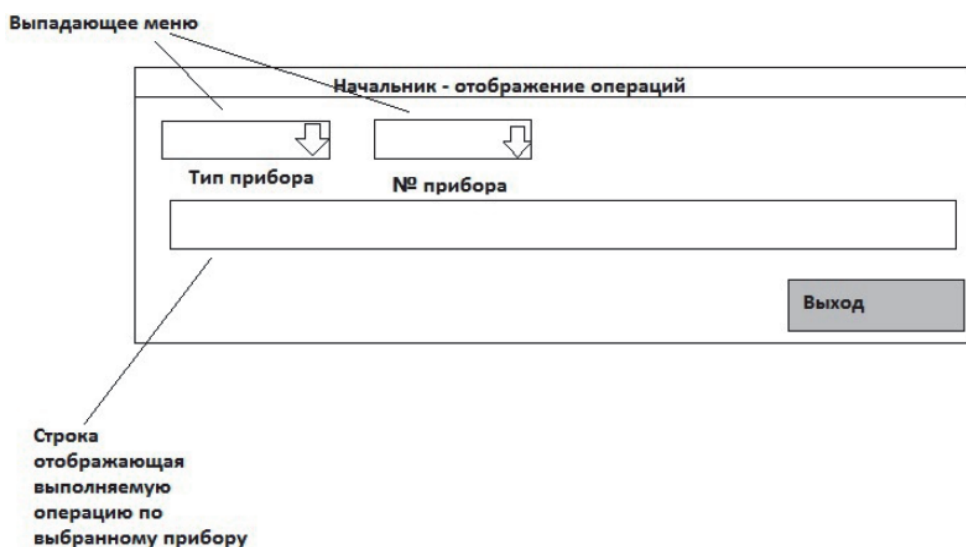 Выпадающее меню
Начальник - отображение операций
Тип прибора
№ прибора
Выход
Строка
отображающая
выполняемую
операцию по
выбранному прибору